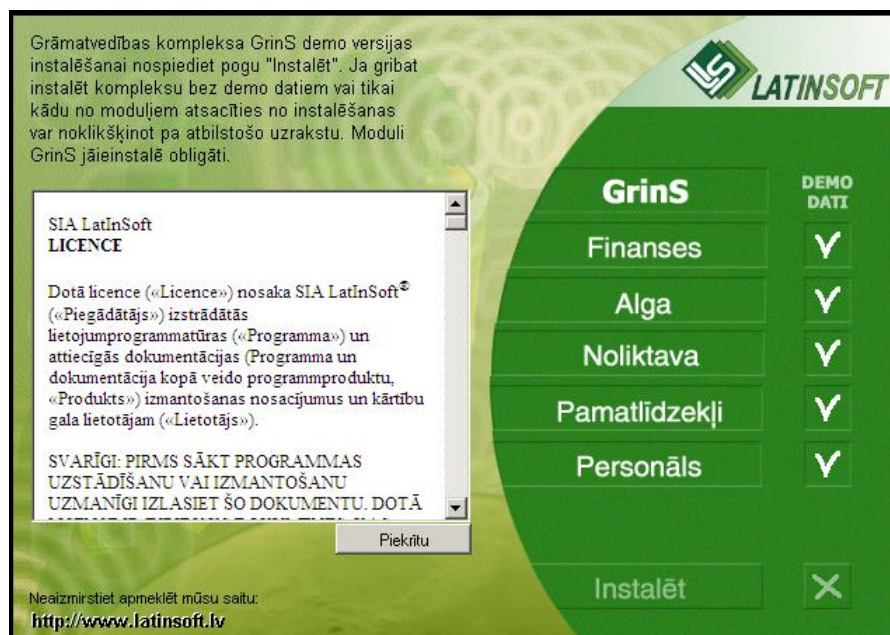 Grāmatvedības kompleksa GrinS demo versijas
instalēšanai nospiediet pogu "Instalēt". Ja gribat
instalēt kompleksu bez demo datiem vai tikai
kādu no moduļiem atsacīties no instalēšanas
var noklikšķinot pa atbilstošo uzrakstu. Moduli
GrinS jāieinstalē obligāti.
SIA LatInSoft
LICENCE
Dotā licence («Licence») nosaka SIA LatInSoft®
(«Piegādātājs») izstrādātās
lietojumprogrammatūras («Programma») un
attiecīgās dokumentācijas (Programma un
dokumentācija kopā veido programmproduktu,
«Produkts») izmantošanas nosacījumus un kārtību
gala lietotājam («Lietotājs»).
SVARĪGI: PIRMS SĀKT PROGRAMMAS
UZSTĀDĪŠANU VAI IZMANTOŠANU
UZMANĪGI IZLASIET ŠO DOKUMENTU. DOTĀ
Piekrītu
Neaizmirstiet apmeklēt mūsu saitu:
http://www.latinsoft.lv
LATINSOFT
GrinS
DEMO
DATI
Finanses
Alga
Noliktava
Pamatlīdzekļi
Personāls
Instalēt